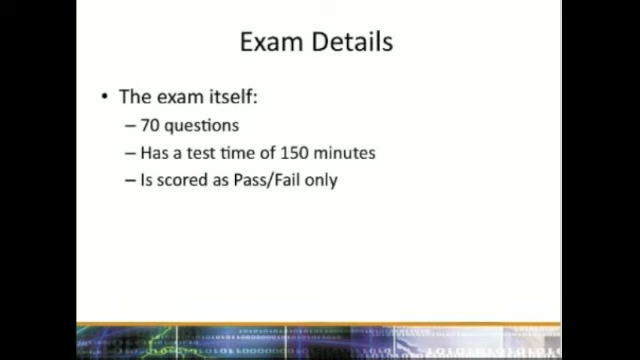 Exam Details
• The exam itself:
– 70 questions
– Has a test time of 150 minutes
– Is scored as Pass/Fail only